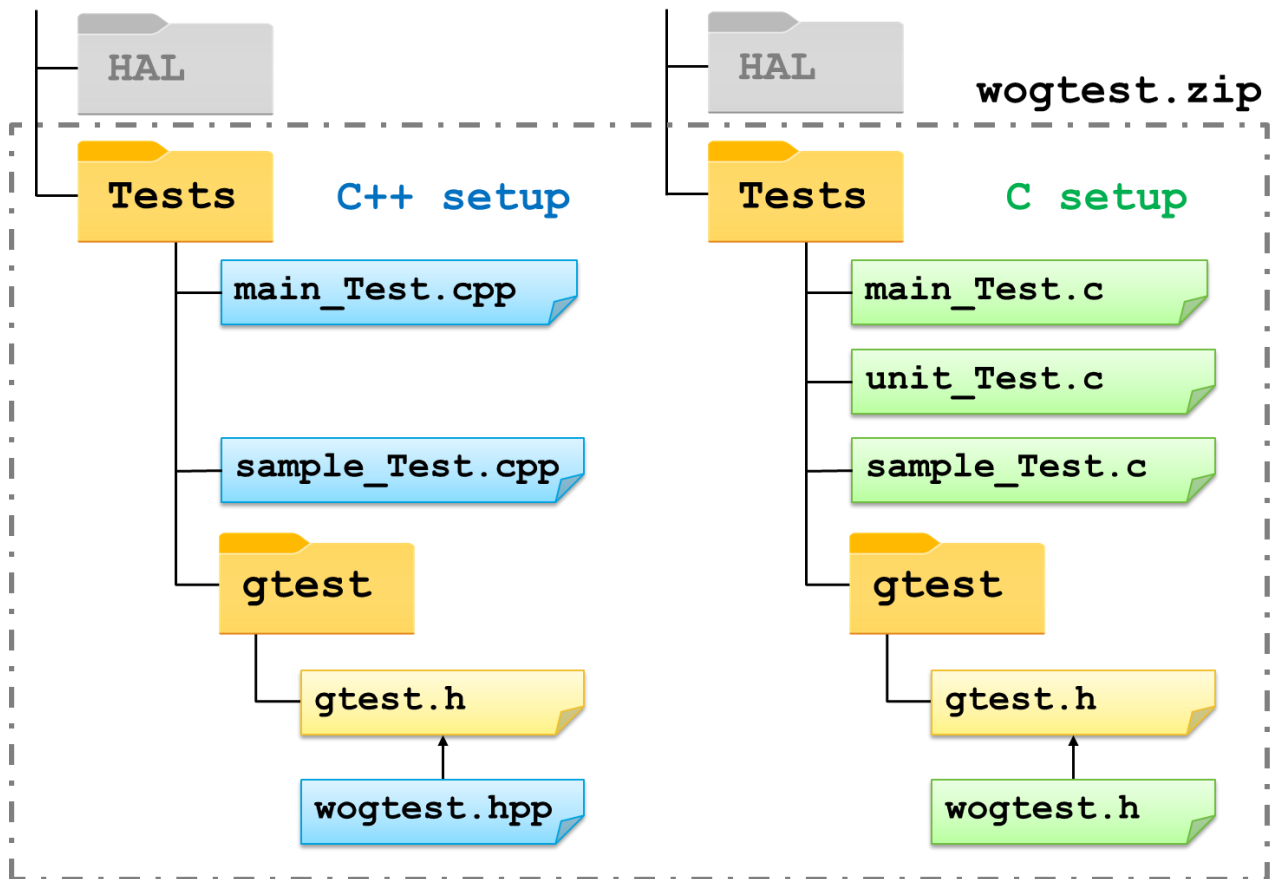 HAL
HAL
wogtest.zip
Tests
C++ setup
Tests
C setup
main_Test.cpp
main_Test.c
unit_Test.c
sample_Test.cpp
sample_Test.c
gtest
gtest
gtest.h
gtest.h
wogtest.hpp
wogtest.h